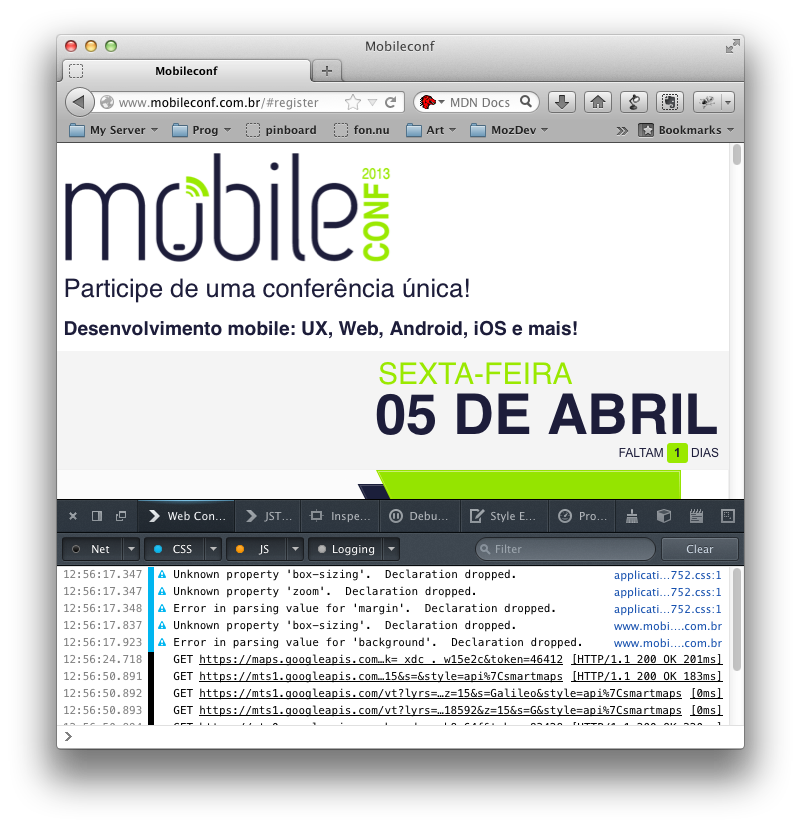 Mobileconf
Mobileconf
www.mobileconf.com.br/#register
MDN Docs
My Server Prog pinboard fon.nu Art MozDev » Bookmarks
mobile CONF 2013
Participe de uma conferência única!
Desenvolvimento mobile: UX, Web, Android, iOS e mais!
SEXTA-FEIRA
05 DE ABRIL
FALTAM 1 DIAS
Web Con... JST... Inspe... Debu... Style E... Pro...
Net CSS JS Logging Filter Clear
12:56:17.347 Unknown property 'box-sizing'. Declaration dropped. applicati…752.css:1
12:56:17.347 Unknown property 'zoom'. Declaration dropped. applicati…752.css:1
12:56:17.348 Error in parsing value for 'margin'. Declaration dropped. applicati…752.css:1
12:56:17.837 Unknown property 'box-sizing'. Declaration dropped. www.mobi….com.br
12:56:17.923 Error in parsing value for 'background'. Declaration dropped. www.mobi….com.br
12:56:24.718 GET https://maps.googleapis.com…k=_xdc_._w15e2c&token=46412 [HTTP/1.1 200 OK 201ms]
12:56:50.891 GET https://mts1.googleapis.com…15&s=&style=api%7Csmartmaps [HTTP/1.1 200 OK 183ms]
12:56:50.892 GET https://mts1.googleapis.com/vt?lyrs=…z=15&s=Galileo&style=api%7Csmartmaps [0ms]
12:56:50.893 GET https://mts1.googleapis.com/vt?lyrs=…18592&z=15&s=G&style=api%7Csmartmaps [0ms]